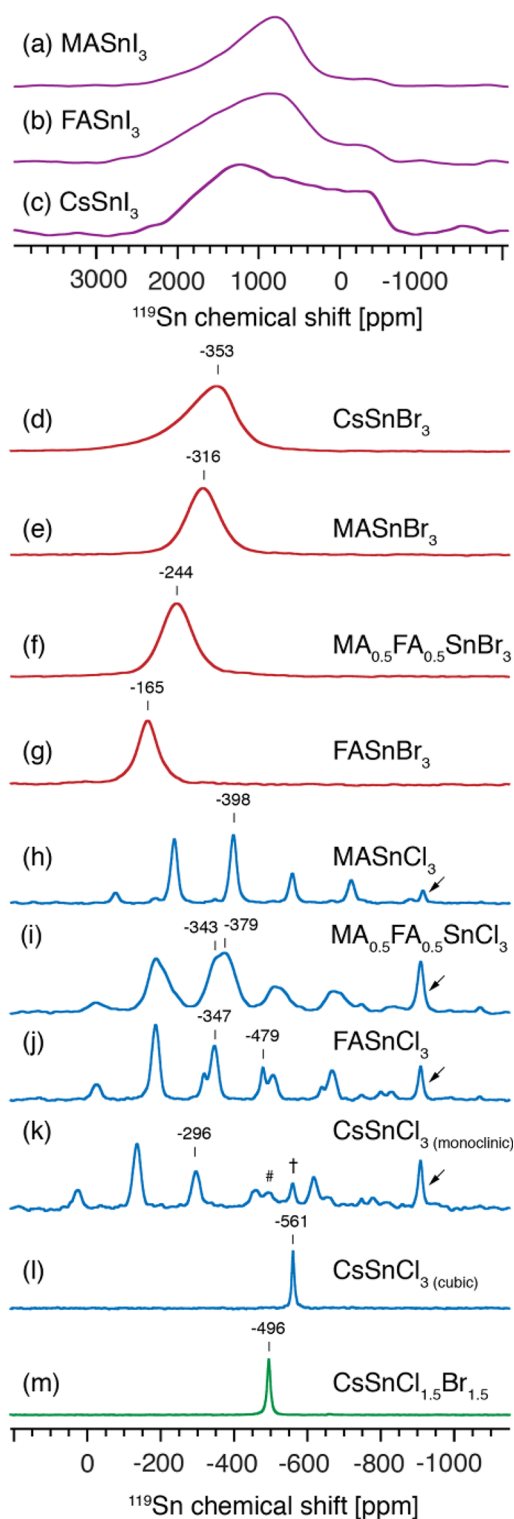 (a) MASnI₃
(b) FASnI₃
(c) CsSnI₃
3000 2000 1000 0 -1000
¹¹⁹Sn chemical shift [ppm]
-353
(d) CsSnBr₃
-316
(e) MASnBr₃
-244
(f) MA₀.₅FA₀.₅SnBr₃
-165
(g) FASnBr₃
-398
(h) MASnCl₃
(i) -343 -379 MA₀.₅FA₀.₅SnCl₃
-347
(j) -479 FASnCl₃
(k) -296 # † CsSnCl₃ (monoclinic)
-561
(l) CsSnCl₃ (cubic)
-496
(m) CsSnCl₁.₅Br₁.₅
0 -200 -400 -600 -800 -1000
¹¹⁹Sn chemical shift [ppm]